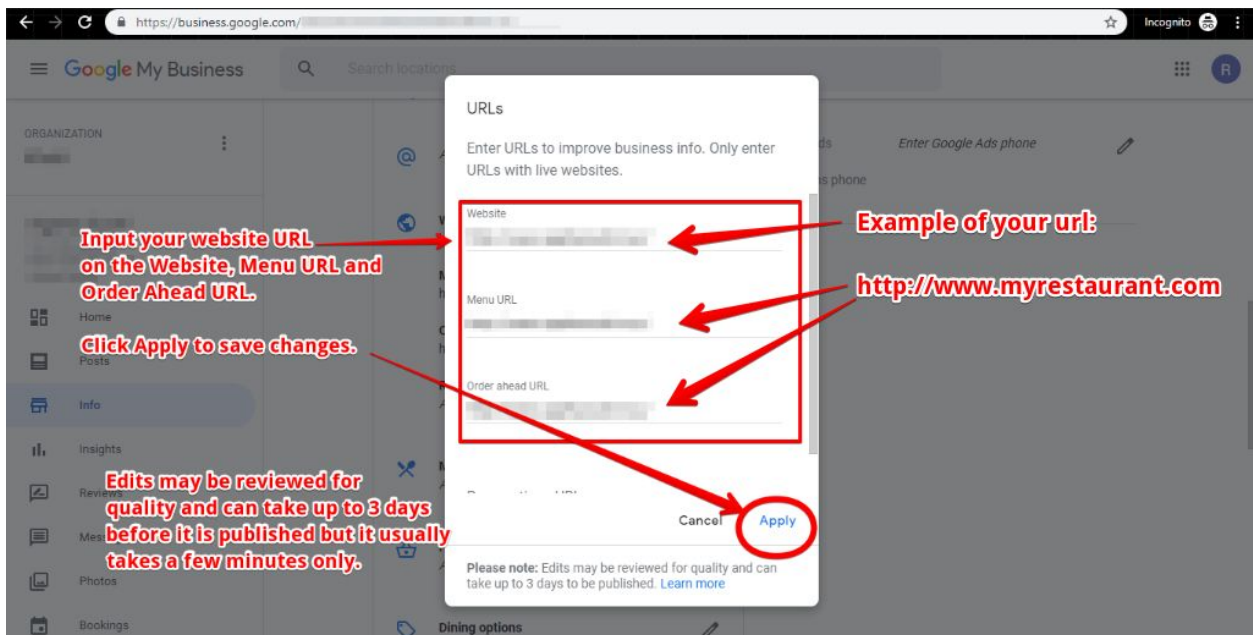 https://business.google.com/
Incognito
Google My Business
Search locations
R
ORGANIZATION
URLs
Enter URLs to improve business info. Only enter
URLs with live websites.
Enter Google Ads phone
Website
Example of your url:
Input your website URL
on the Website, Menu URL and
Order Ahead URL.
Menu URL
http://www.myrestaurant.com
Home
Click Apply to save changes.
Posts
Order ahead URL
Info
Insights
Edits may be reviewed for
quality and can take up to 3 days
before it is published but it usually
takes a few minutes only.
Reviews
Cancel
Apply
Please note: Edits may be reviewed for quality and can
take up to 3 days to be published. Learn more
Photos
Bookings
Dining options